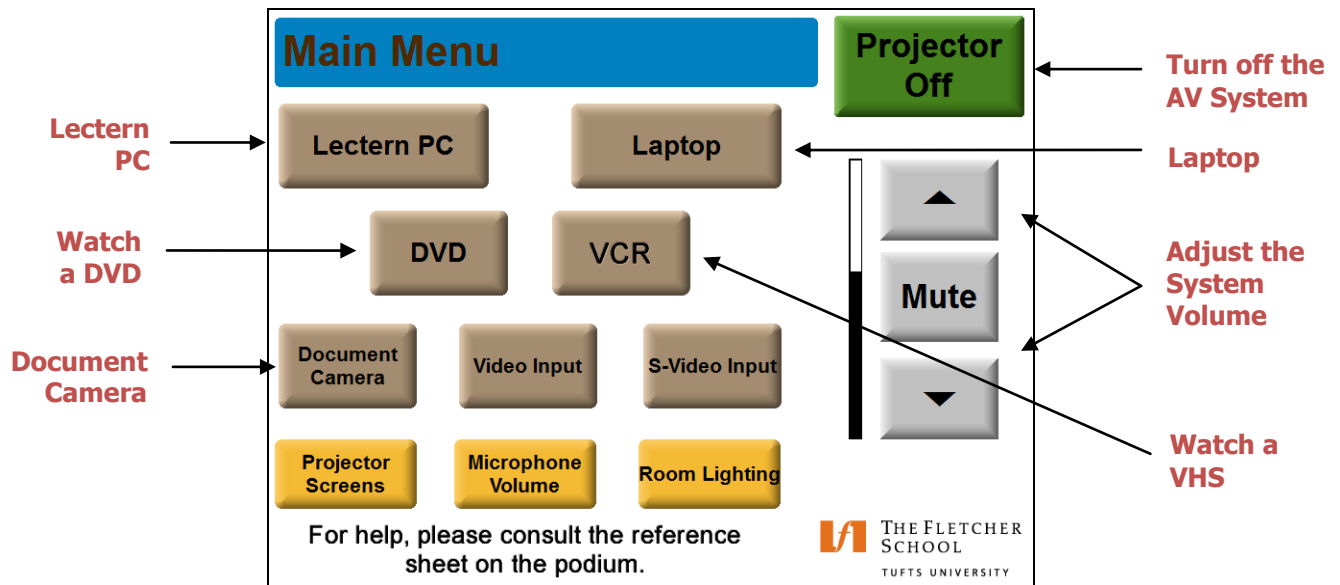 Main Menu
Projector
Off
Turn off the
AV System
Lectern
PC
Lectern PC
Laptop
Laptop
Watch
a DVD
DVD
VCR
Mute
Adjust the
System
Volume
Document
Camera
Document
Camera
Video Input
S-Video Input
Watch a
VHS
Projector
Screens
Microphone
Volume
Room Lighting
For help, please consult the reference
sheet on the podium.
THE FLETCHER
SCHOOL
TUFTS UNIVERSITY